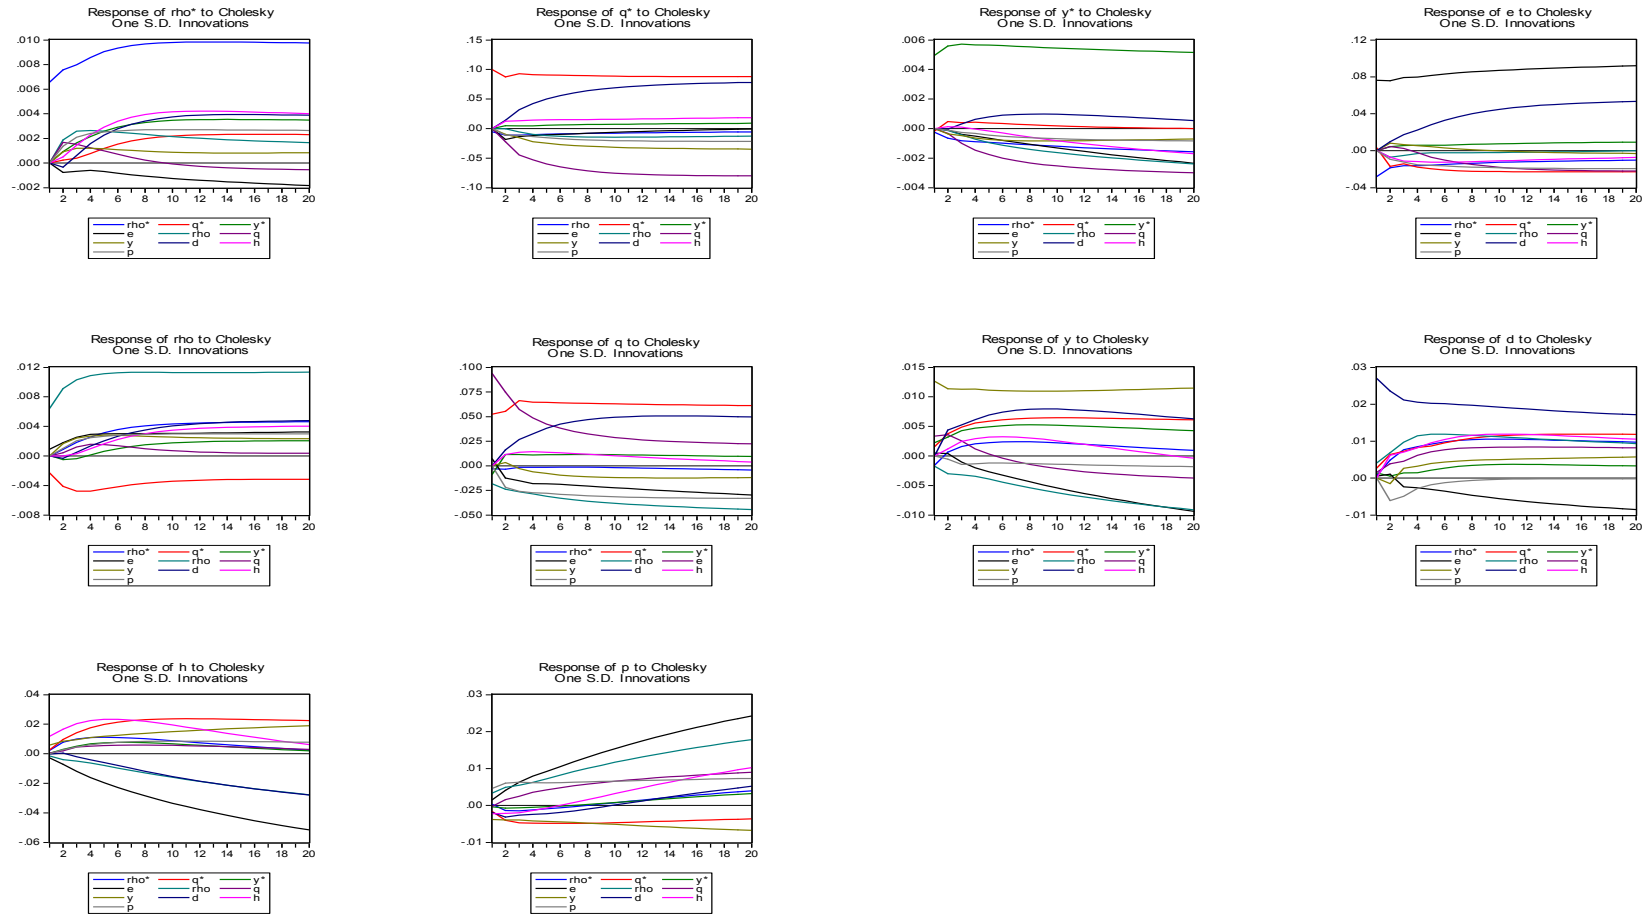 Response of rho* to Cholesky
One S.D. Innovations
.010
.008
.006
.004
.002
.000
-.002
2 4 6 8 10 12 14 16 18 20
rho* q* y*
e rho q
y d h
p
Response of q* to Cholesky
One S.D. Innovations
.15
.10
.05
.00
-.05
-.10
2 4 6 8 10 12 14 16 18 20
rho q* y*
e rho q
y d h
p
Response of y* to Cholesky
One S.D. Innovations
.006
.004
.002
.000
-.002
-.004
2 4 6 8 10 12 14 16 18 20
rho* q* y*
e rho q
y d h
p
Response of e to Cholesky
One S.D. Innovations
.12
.08
.04
.00
-.04
2 4 6 8 10 12 14 16 18 20
rho* q* y*
e rho q
y d h
p
Response of rho to Cholesky
One S.D. Innovations
.012
.008
.004
.000
-.004
-.008
2 4 6 8 10 12 14 16 18 20
rho* q* y*
e rho q
y d h
p
Response of q to Cholesky
One S.D. Innovations
.100
.075
.050
.025
.000
-.025
-.050
2 4 6 8 10 12 14 16 18 20
rho* q* y*
e rho e
y d h
p
Response of y to Cholesky
One S.D. Innovations
.015
.010
.005
.000
-.005
-.010
2 4 6 8 10 12 14 16 18 20
rho* q* y*
e rho q
y d h
p
Response of d to Cholesky
One S.D. Innovations
.03
.02
.01
.00
-.01
2 4 6 8 10 12 14 16 18 20
rho* q* y*
e rho q
y d h
p
Response of h to Cholesky
One S.D. Innovations
.04
.02
.00
-.02
-.04
-.06
2 4 6 8 10 12 14 16 18 20
rho* q* y*
e rho q
y d h
p
Response of p to Cholesky
One S.D. Innovations
.03
.02
.01
.00
-.01
2 4 6 8 10 12 14 16 18 20
rho* q* y*
e rho q
y d h
p